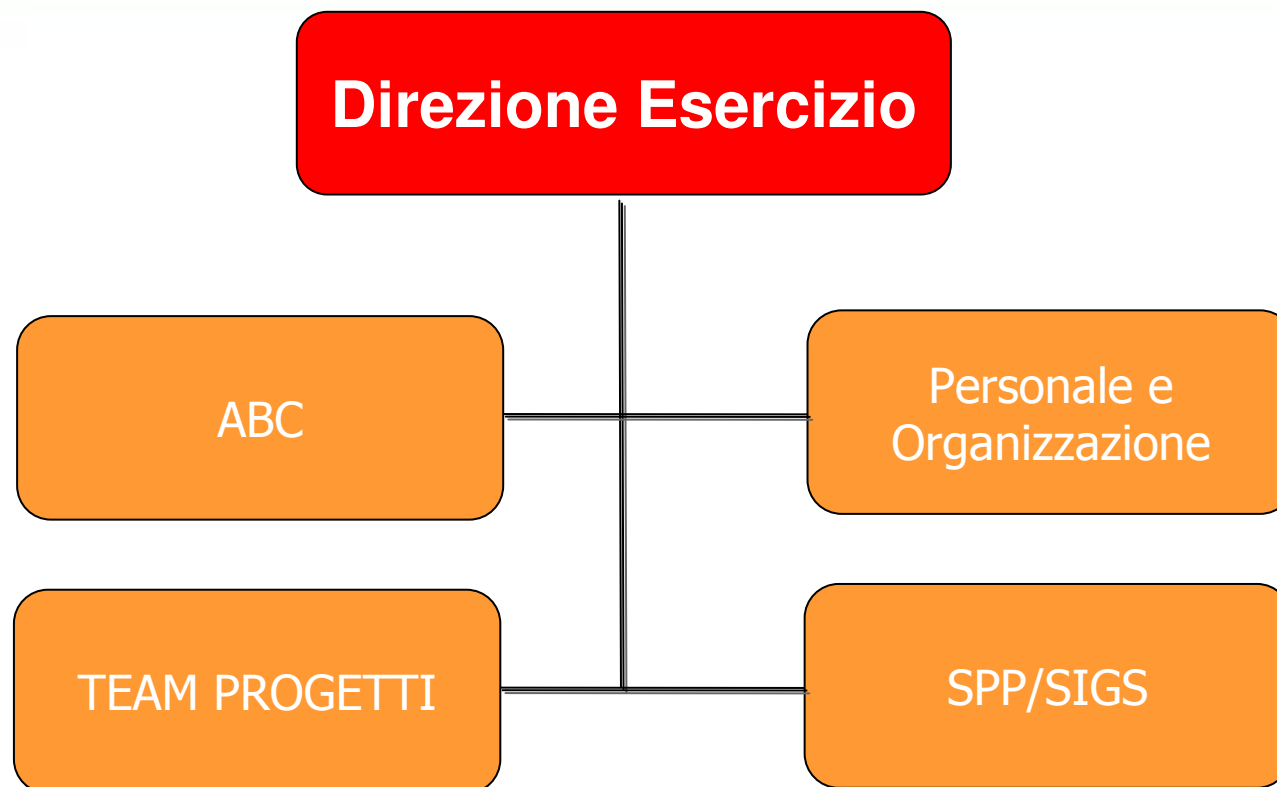 Direzione Esercizio
ABC
Personale e
Organizzazione
TEAM PROGETTI
SPP/SIGS